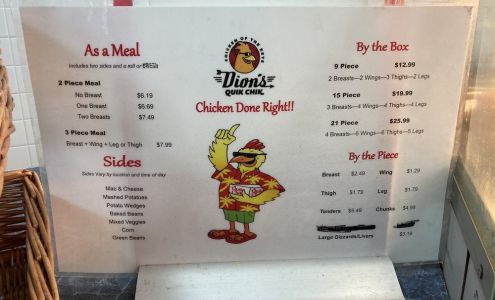 As a Meal
includes two sides and a roll or
2 Piece Meal
No Breast $6.19
One Breast $6.69
Two Breasts $7.49
3 Piece Meal
Breast + Wing + Leg or Thigh $7.99
Sides
Sides Vary by location and time of day
Mac & Cheese
Mashed Potatoes
Potato Wedges
Baked Beans
Mixed Veggies
Corn
Green Beans
CHICKEN OF THE KEYS
Dion's
QUIK CHIK
Chicken Done Right!!
By the Box
9 Piece $12.99
2 Breasts—2 Wings—3 Thighs—2 Legs
15 Piece $19.99
3 Breasts—4 Wings—4 Thighs—4 Legs
21 Piece $25.99
4 Breasts—6 Wings—6 Thighs—5 Legs
By the Piece
Breast $2.49 Wing $1.29
Thigh $1.79 Leg $1.79
Tenders $5.49 Chunks $4.99
Large Gizzards/Livers $3.19